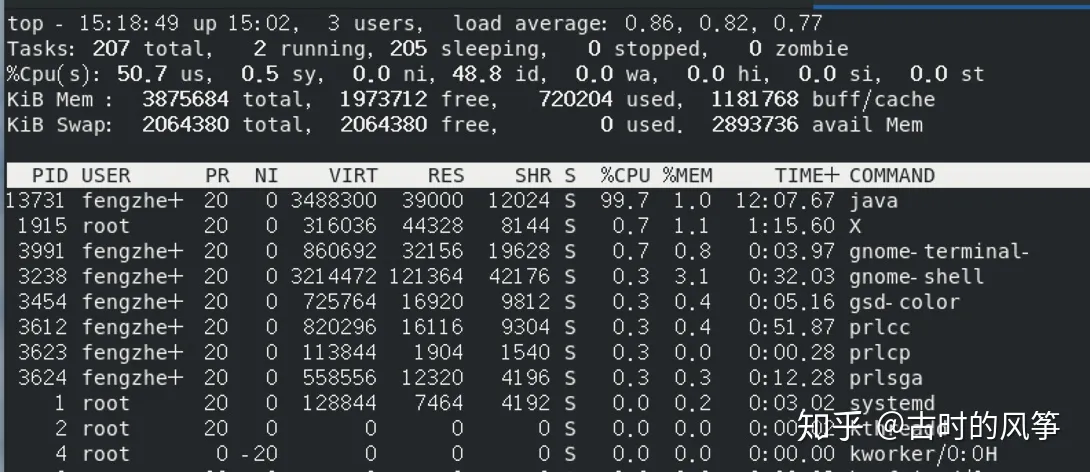 top - 15:18:49 up 15:02,  3 users,  load average: 0.86, 0.82, 0.77
Tasks: 207 total,   2 running, 205 sleeping,   0 stopped,   0 zombie
%Cpu(s): 50.7 us,  0.5 sy,  0.0 ni, 48.8 id,  0.0 wa,  0.0 hi,  0.0 si,  0.0 st
KiB Mem :  3875684 total,  1973712 free,   720204 used,  1181768 buff/cache
KiB Swap:  2064380 total,  2064380 free,        0 used.  2893736 avail Mem
PID USER PR NI VIRT RES SHR S %CPU %MEM TIME+ COMMAND
13731 fengzhe+ 20 0 3488300 39000 12024 S 99.7 1.0 12:07.67 java
1915 root 20 0 316036 44328 8144 S 0.7 1.1 1:15.60 X
3991 fengzhe+ 20 0 860692 32156 19628 S 0.7 0.8 0:03.97 gnome-terminal-
3238 fengzhe+ 20 0 3214472 121364 42176 S 0.3 3.1 0:32.03 gnome-shell
3454 fengzhe+ 20 0 725764 16920 9812 S 0.3 0.4 0:05.16 gsd-color
3612 fengzhe+ 20 0 820296 16116 9304 S 0.3 0.4 0:51.87 prlcc
3623 fengzhe+ 20 0 113844 1904 1540 S 0.3 0.0 0:00.28 prlcp
3624 fengzhe+ 20 0 558556 12320 4196 S 0.3 0.3 0:12.28 prlsga
1 root 20 0 128844 7464 4192 S 0.0 0.2 0:03.02 systemd
2 root 20 0 0 0 0 S 0.0 0.0
知乎 @古时的风筝
4 root 0 -20 0 0 0 S 0.0 0.0 0:00.00 kworker/0:0H